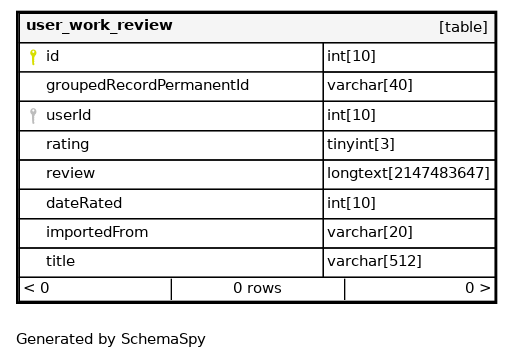 user_work_review [table]
id int[10]
groupedRecordPermanentId varchar[40]
userId int[10]
rating tinyint[3]
review longtext[2147483647]
dateRated int[10]
importedFrom varchar[20]
title varchar[512]
< 0 0 rows 0 >
Generated by SchemaSpy